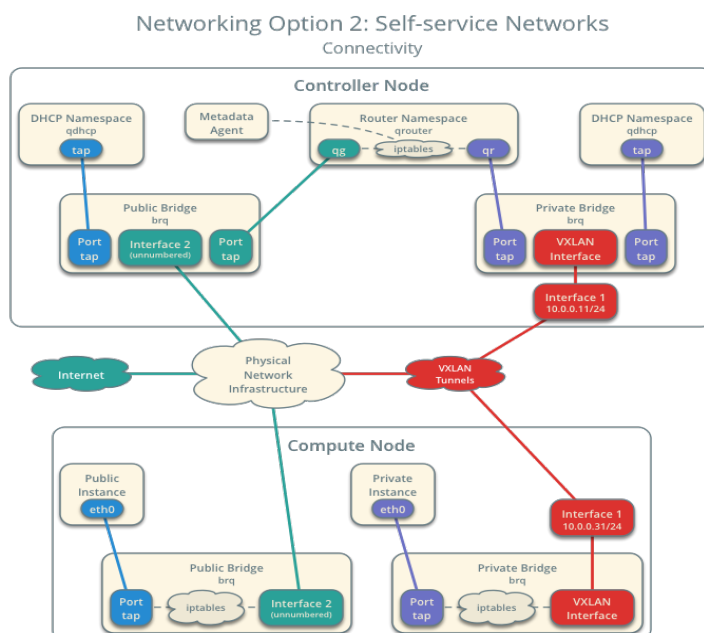 Networking Option 2: Self-service Networks
Connectivity
Controller Node
DHCP Namespace
qdhcp
tap
Metadata
Agent
Router Namespace
qrouter
qg
iptables
qr
DHCP Namespace
qdhcp
tap
Public Bridge
brq
Port
tap
Interface 2
(unnumbered)
Port
tap
Private Bridge
brq
Port
tap
VXLAN
Interface
Port
tap
Interface 1
10.0.0.11/24
Internet
Physical
Network
Infrastructure
VXLAN
Tunnels
Compute Node
Public
Instance
eth0
Private
Instance
eth0
Interface 1
10.0.0.31/24
Public Bridge
brq
Port
tap
iptables
Interface 2
(unnumbered)
Private Bridge
brq
Port
tap
iptables
VXLAN
Interface